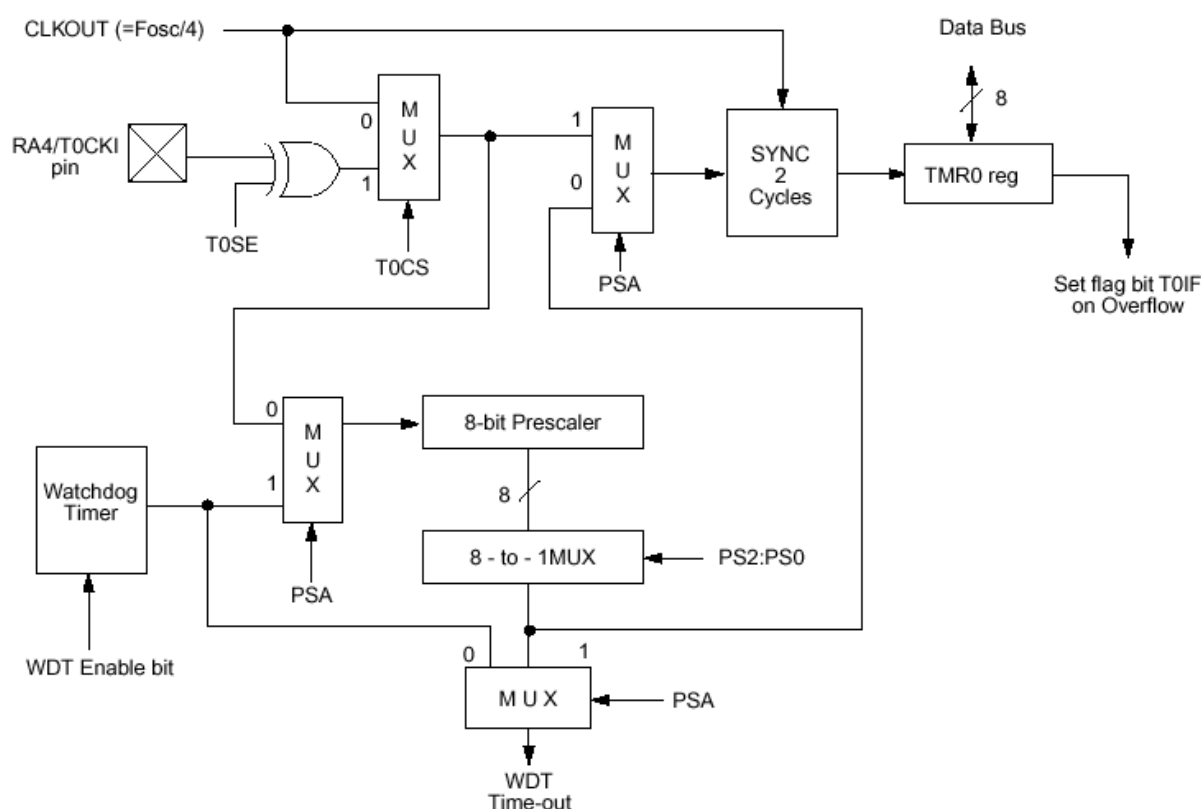 CLKOUT (=Fosc/4)
Data Bus
8
RA4/T0CKI
pin
0
1
M
U
X
T0SE
T0CS
1
0
M
U
X
PSA
SYNC
2
Cycles
TMR0 reg
Set flag bit T0IF
on Overflow
0
1
M
U
X
PSA
8-bit Prescaler
8
8 - to - 1MUX
PS2:PS0
Watchdog
Timer
WDT Enable bit
0
1
M U X
PSA
WDT
Time-out